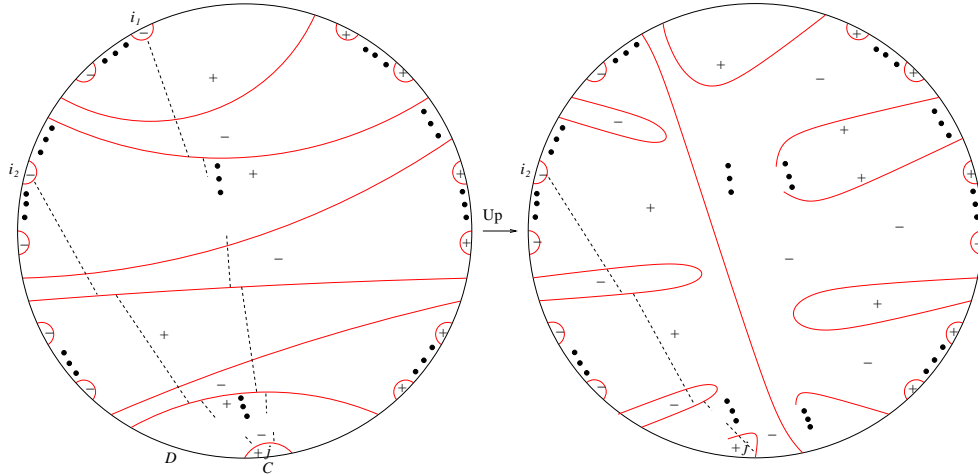 i₁
− + + −
− + + +
−
− +
i₂ − + +
i₂ + +
− + − −
− −
− +
+ − +
− + −
− + − + −
− +
j
+ −
D C
Up